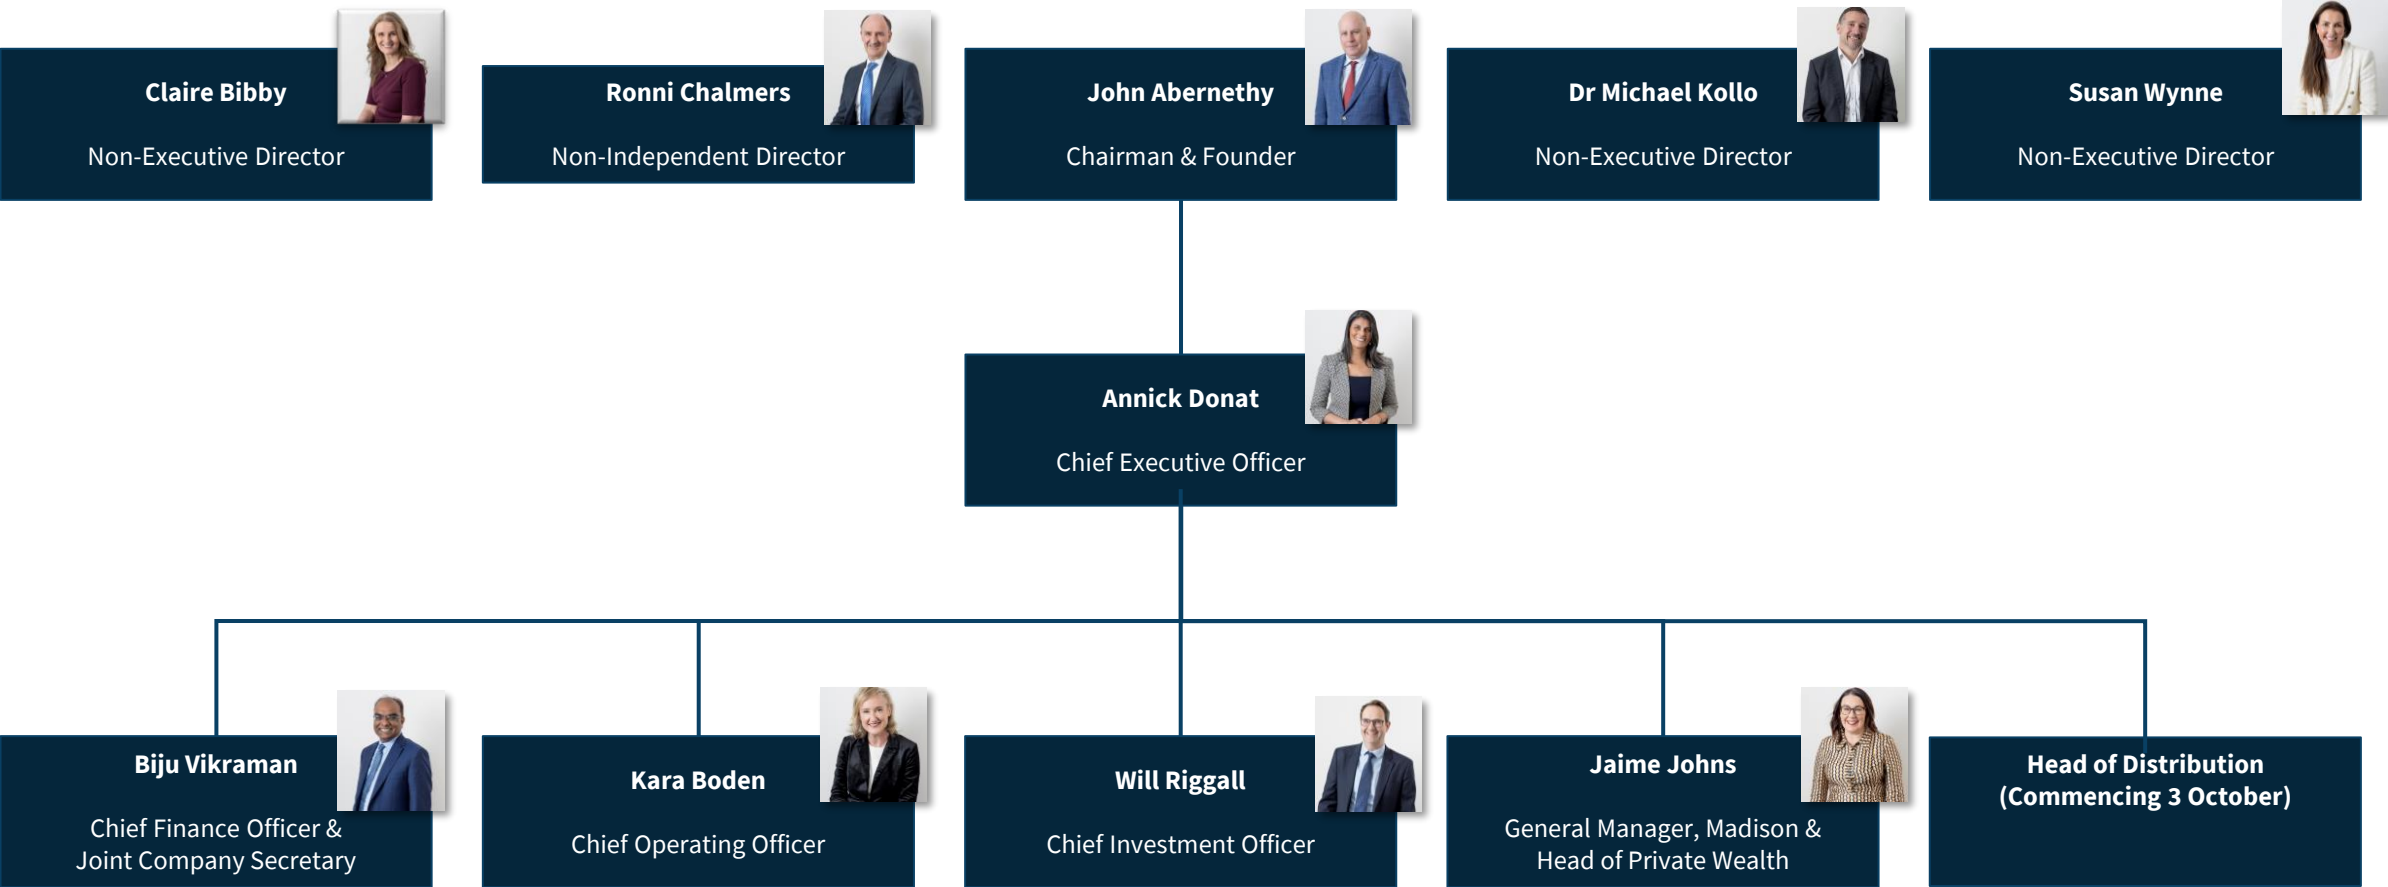 Claire Bibby
Non-Executive Director
Ronni Chalmers
Non-Independent Director
John Abernethy
Chairman & Founder
Dr Michael Kollo
Non-Executive Director
Susan Wynne
Non-Executive Director
Annick Donat
Chief Executive Officer
Biju Vikraman
Chief Finance Officer &
Joint Company Secretary
Kara Boden
Chief Operating Officer
Will Riggall
Chief Investment Officer
Jaime Johns
General Manager, Madison &
Head of Private Wealth
Head of Distribution
(Commencing 3 October)